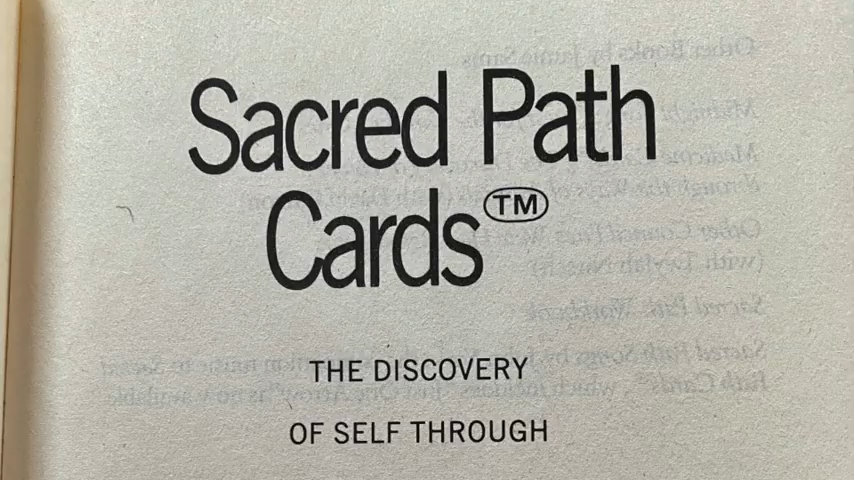 Sacred Path
Cards™
THE DISCOVERY
OF SELF THROUGH